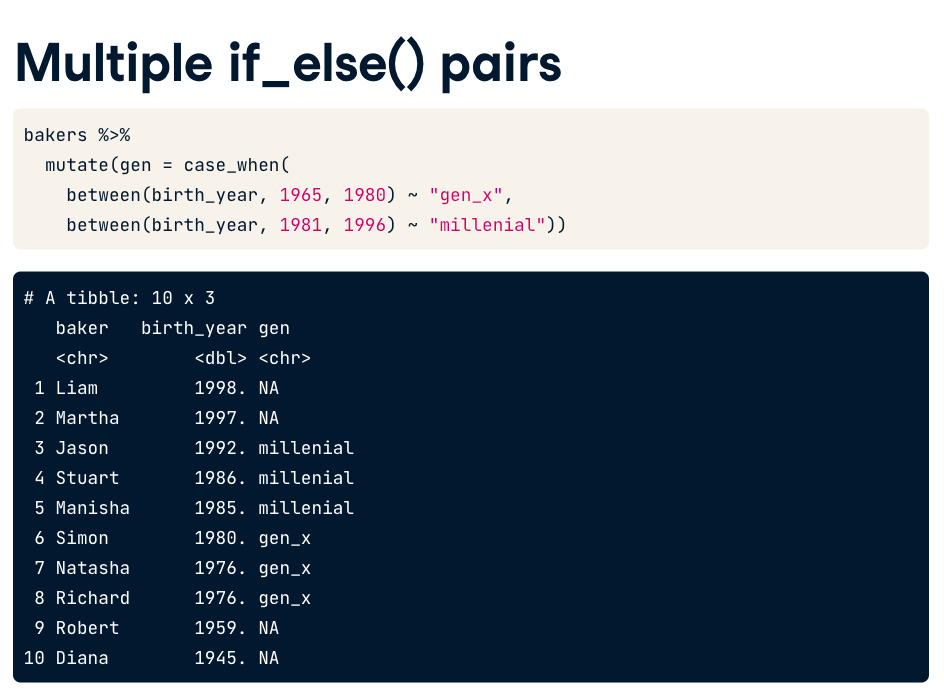 Multiple if_else() pairs
bakers %>%
  mutate(gen = case_when(
    between(birth_year, 1965, 1980) ~ "gen_x",
    between(birth_year, 1981, 1996) ~ "millenial"))
# A tibble: 10 x 3
   baker   birth_year gen
   <chr>        <dbl> <chr>
 1 Liam         1998. NA
 2 Martha       1997. NA
 3 Jason        1992. millenial
 4 Stuart       1986. millenial
 5 Manisha      1985. millenial
 6 Simon        1980. gen_x
 7 Natasha      1976. gen_x
 8 Richard      1976. gen_x
 9 Robert       1959. NA
10 Diana        1945. NA